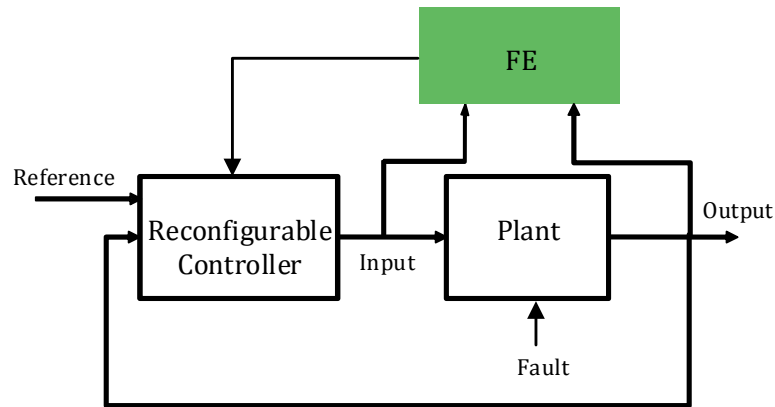 FE
Reference
Reconfigurable
Controller
Input
Plant
Output
Fault